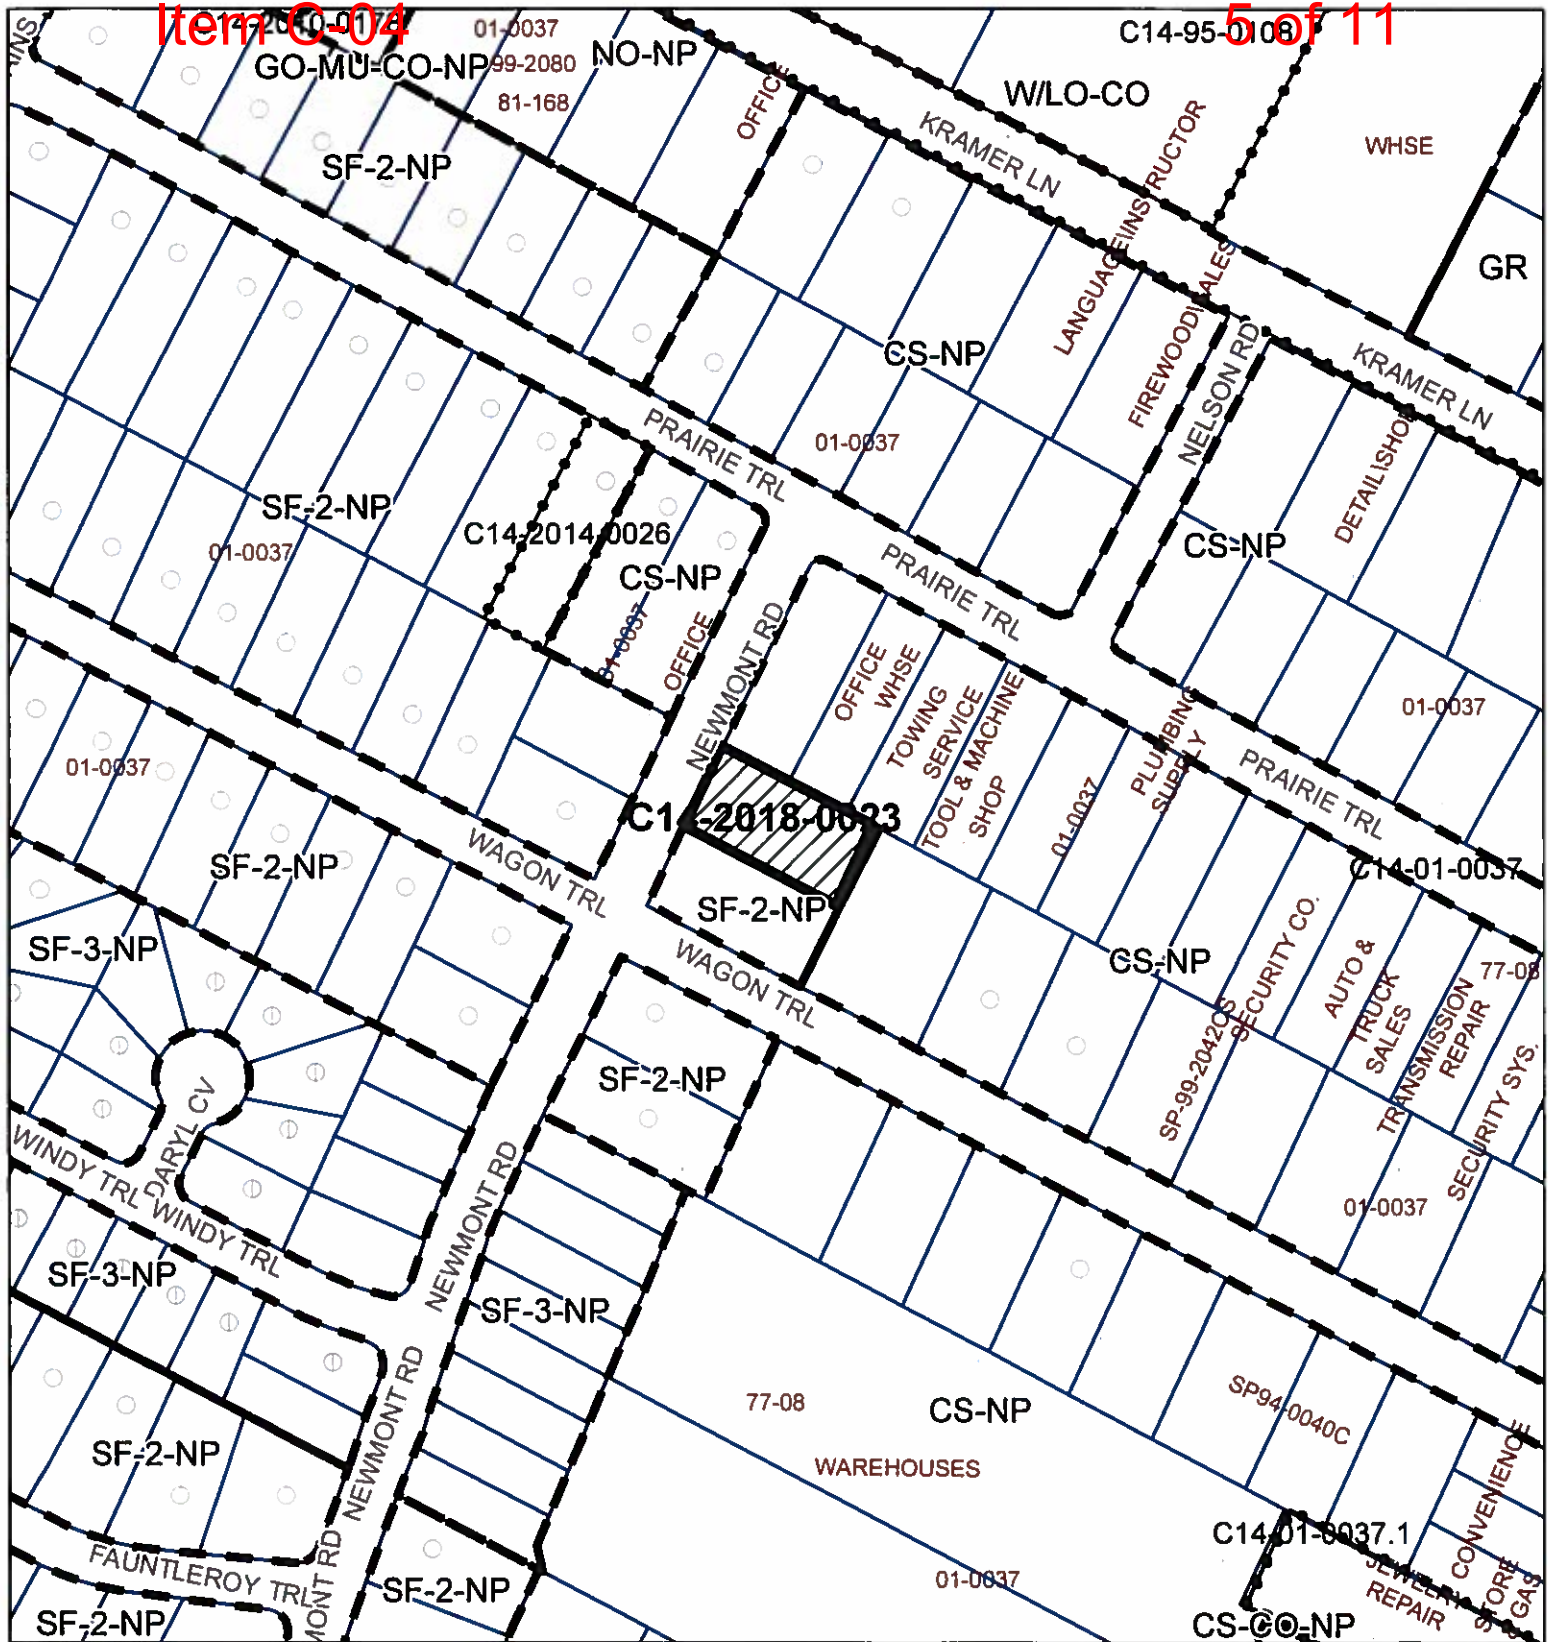 Item C-04
5 of 11
C14-2010-0178
01-0037
C14-95-0108
GO-MU-CO-NP
99-2080
NO-NP
81-168
OFFICE
W/LO-CO
KRAMER LN
WHSE
SF-2-NP
LANGUAGE\INSTRUCTOR
FIREWOOD\SALES
GR
CS-NP
NELSON RD
KRAMER LN
PRAIRIE TRL
01-0037
DETAIL\SHOP
SF-2-NP
01-0037
C14-2014-0026
CS-NP
CS-NP
PRAIRIE TRL
01-0037
OFFICE
NEWMONT RD
OFFICE
WHSE
TOWING
SERVICE
TOOL & MACHINE
SHOP
01-0037
PLUMBING
SUPPLY
01-0037
PRAIRIE TRL
01-0037
C14-2018-0023
WAGON TRL
SF-2-NP
C14-01-0037
SF-2-NP
SF-3-NP
WAGON TRL
CS-NP
SECURITY CO.
AUTO &
TRUCK
SALES
77-08
TRANSMISSION
REPAIR
SP-99-2042CS
SECURITY SYS.
SF-2-NP
DARYL CV
WINDY TRL
WINDY TRL
NEWMONT RD
01-0037
SF-3-NP
SF-3-NP
NEWMONT RD
77-08
CS-NP
SP94-0040C
SF-2-NP
WAREHOUSES
CONVENIENCE
STORE
& GAS
C14-01-0037.1
FAUNTLEROY TRL
SF-2-NP
01-0037
JEWELRY
REPAIR
SF-2-NP
CS-CO-NP